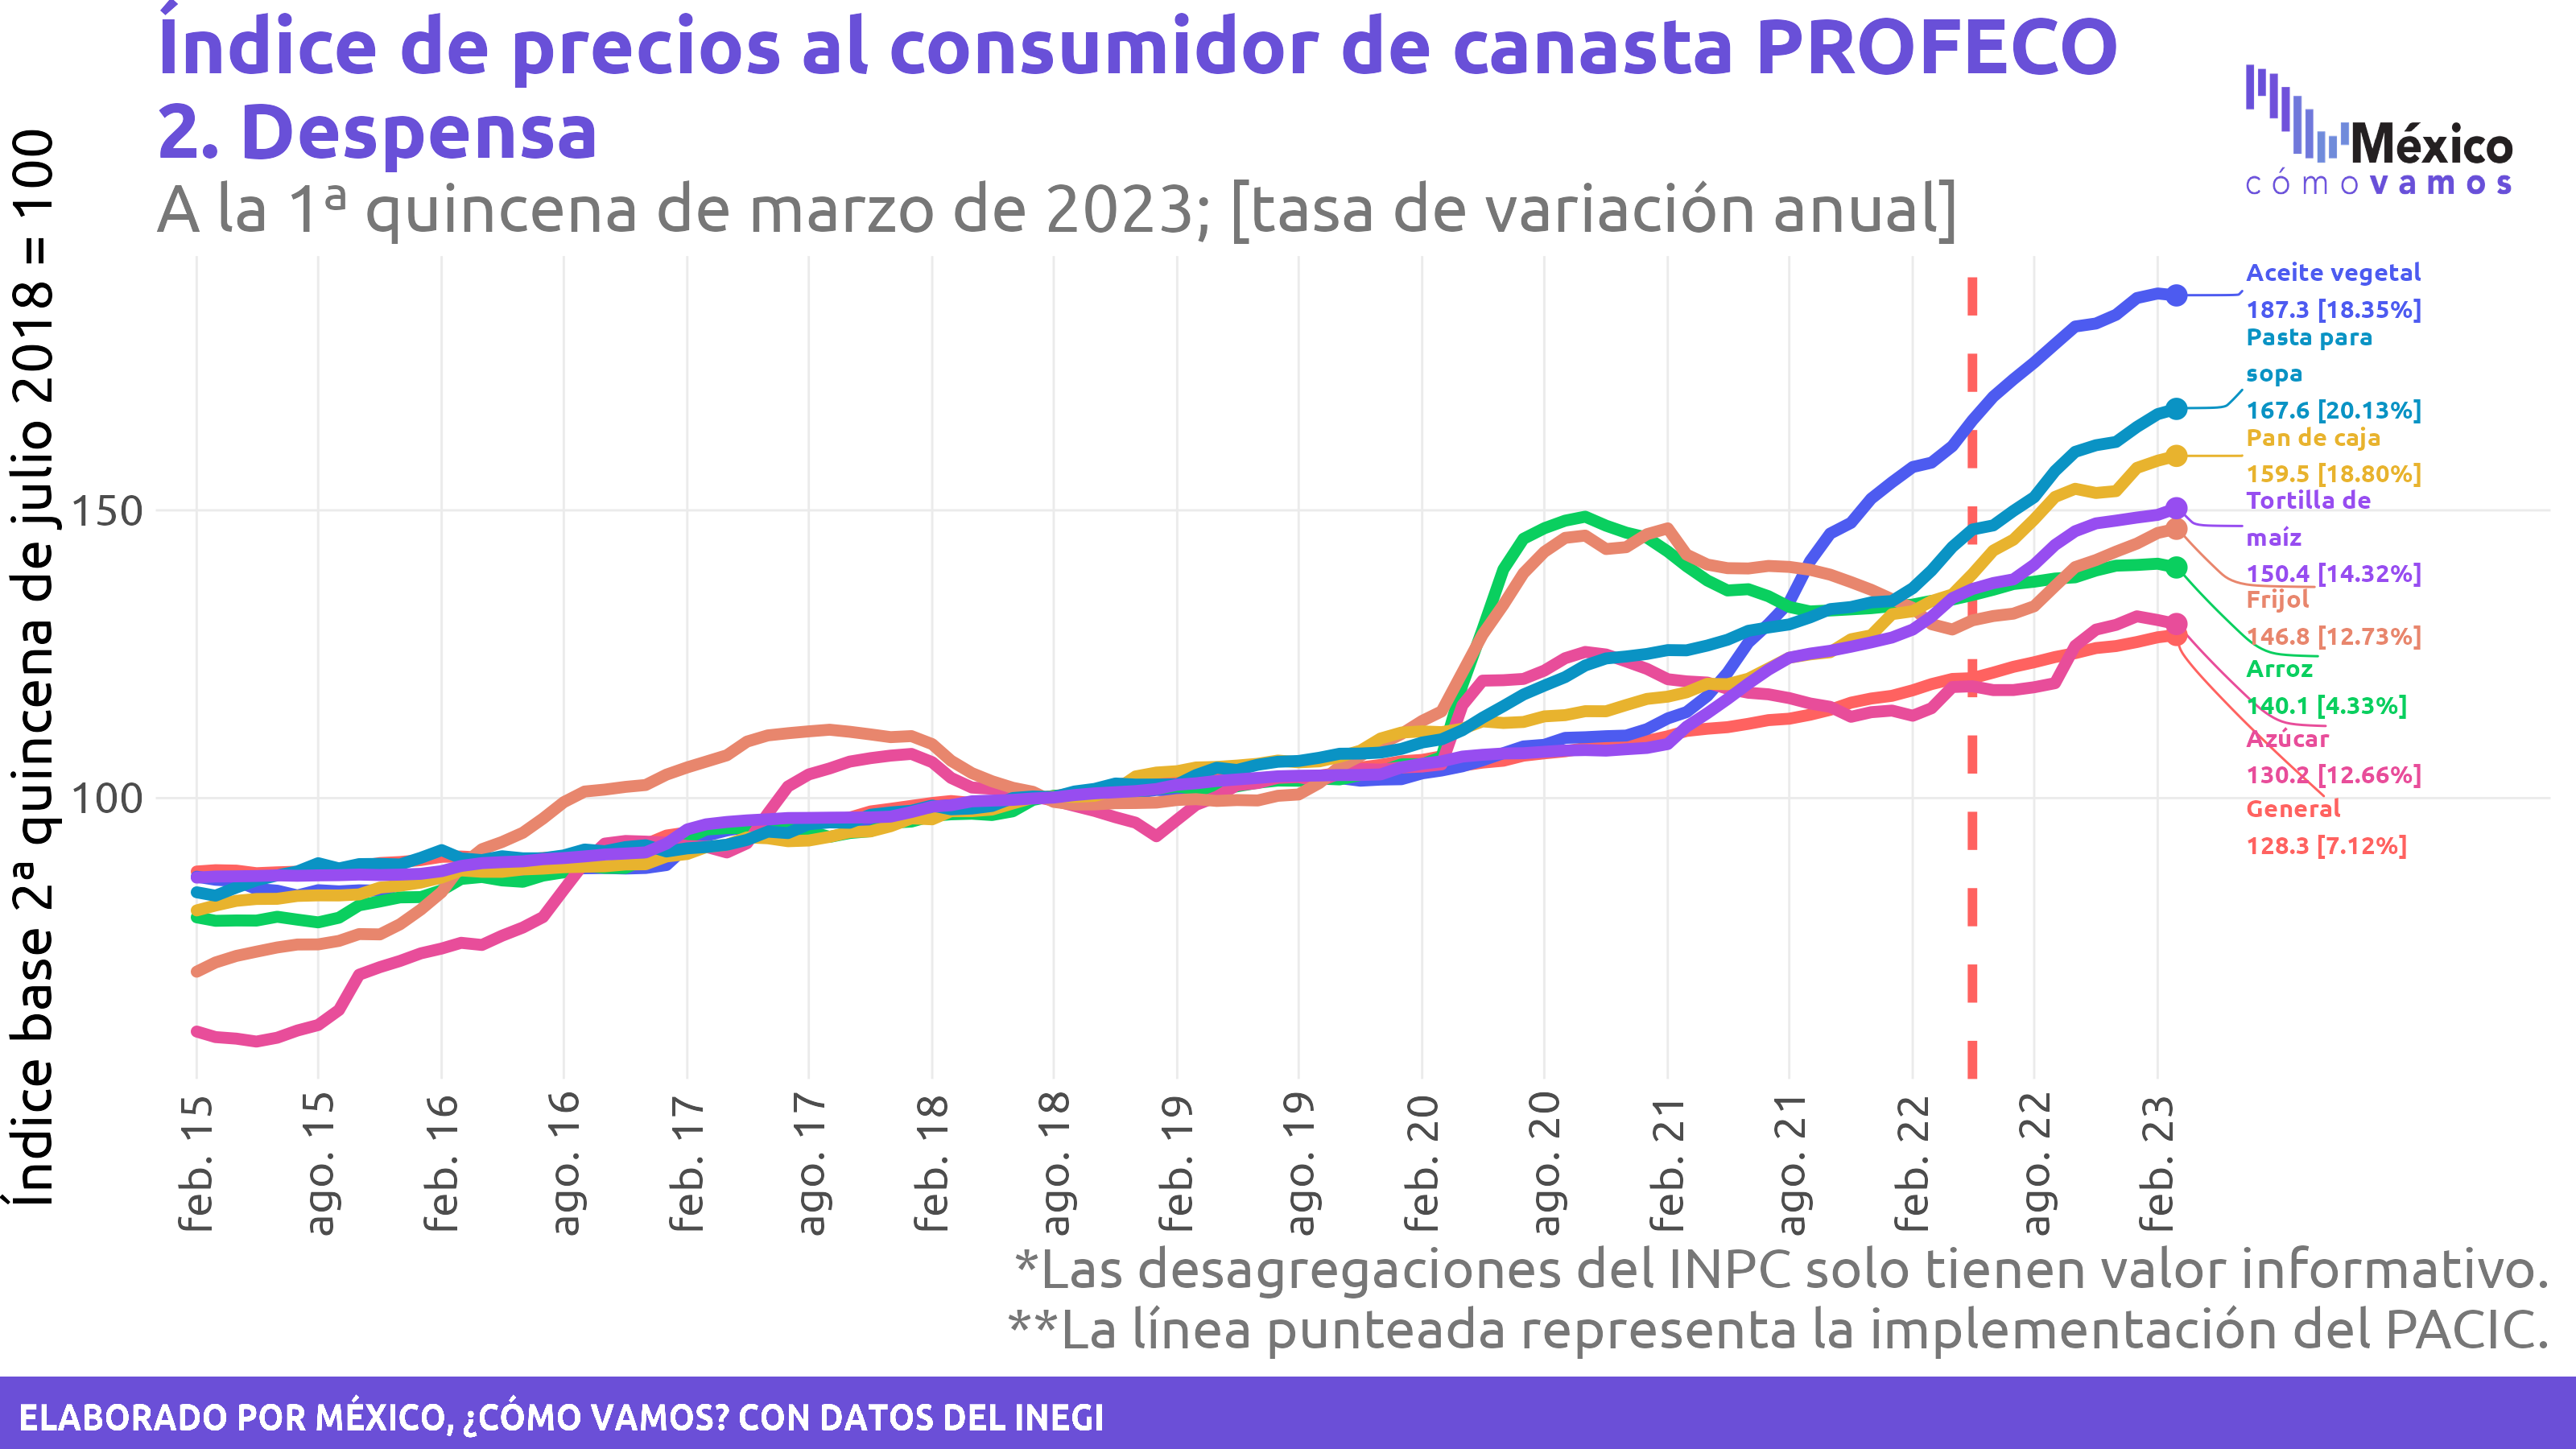 Índice de precios al consumidor de canasta PROFECO
2. Despensa
A la 1ª quincena de marzo de 2023; [tasa de variación anual]
México
cómo vamos
Índice base 2ª quincena de julio 2018 = 100
150
100
Aceite vegetal
187.3 [18.35%]
Pasta para
sopa
167.6 [20.13%]
Pan de caja
159.5 [18.80%]
Tortilla de
maíz
150.4 [14.32%]
Frijol
146.8 [12.73%]
Arroz
140.1 [4.33%]
Azúcar
130.2 [12.66%]
General
128.3 [7.12%]
feb. 15
ago. 15
feb. 16
ago. 16
feb. 17
ago. 17
feb. 18
ago. 18
feb. 19
ago. 19
feb. 20
ago. 20
feb. 21
ago. 21
feb. 22
ago. 22
feb. 23
*Las desagregaciones del INPC solo tienen valor informativo.
**La línea punteada representa la implementación del PACIC.
ELABORADO POR MÉXICO, ¿CÓMO VAMOS? CON DATOS DEL INEGI